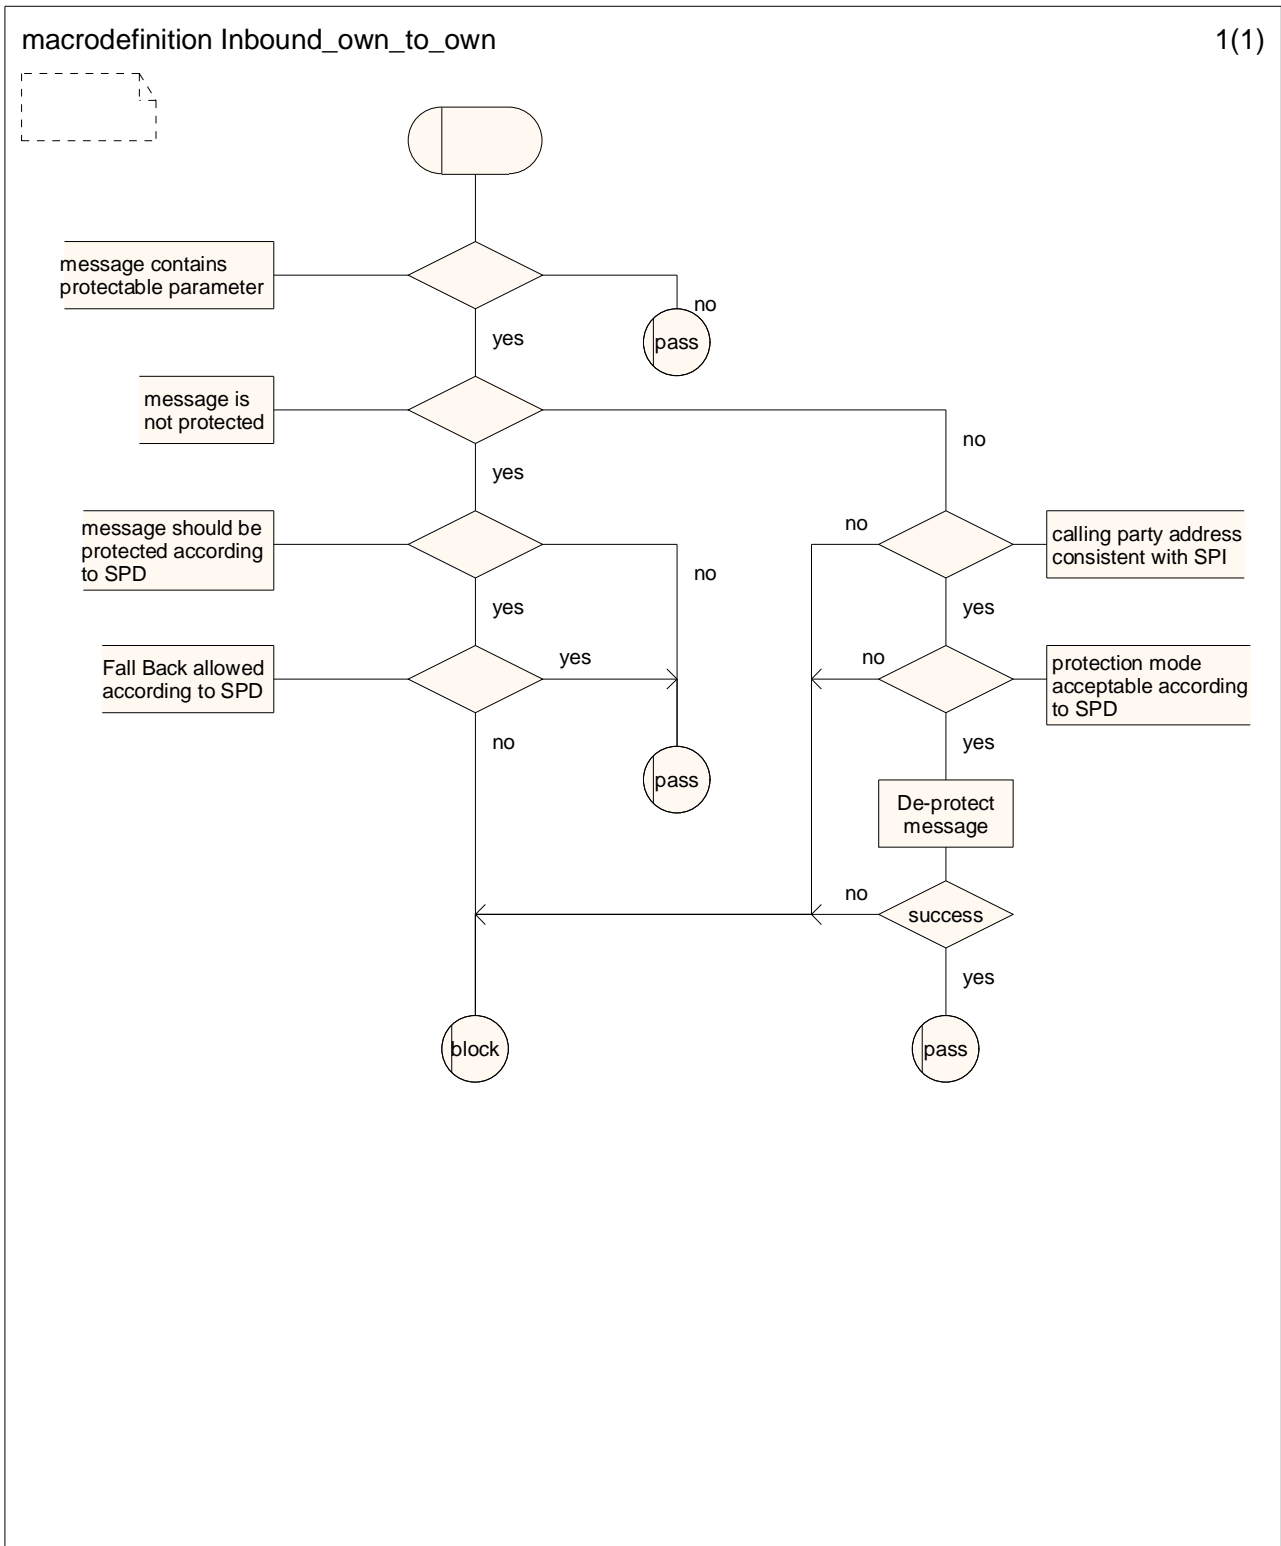 macrodefinition Inbound_own_to_own
1(1)
message contains
protectable parameter
no
yes
pass
message is
not protected
no
yes
message should be
protected according
to SPD
no
calling party address
consistent with SPI
no
yes
yes
Fall Back allowed
according to SPD
yes
no
protection mode
acceptable according
to SPD
no
yes
pass
De-protect
message
no
success
yes
block
pass